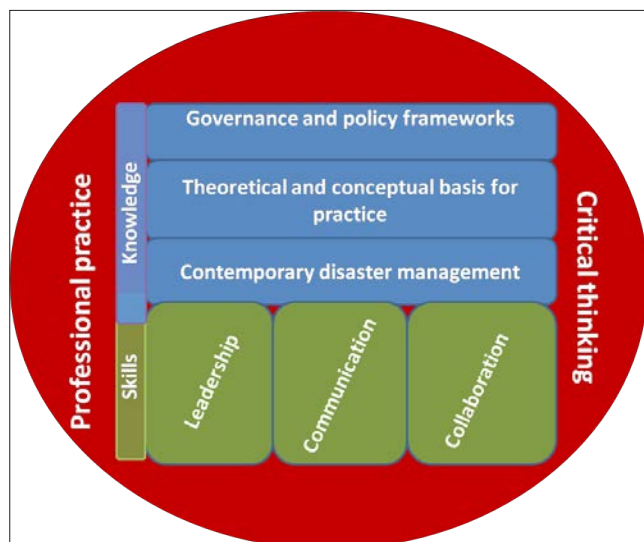 Professional practice
Knowledge
Governance and policy frameworks
Theoretical and conceptual basis for
practice
Contemporary disaster management
Skills
Leadership
Communication
Collaboration
Critical thinking